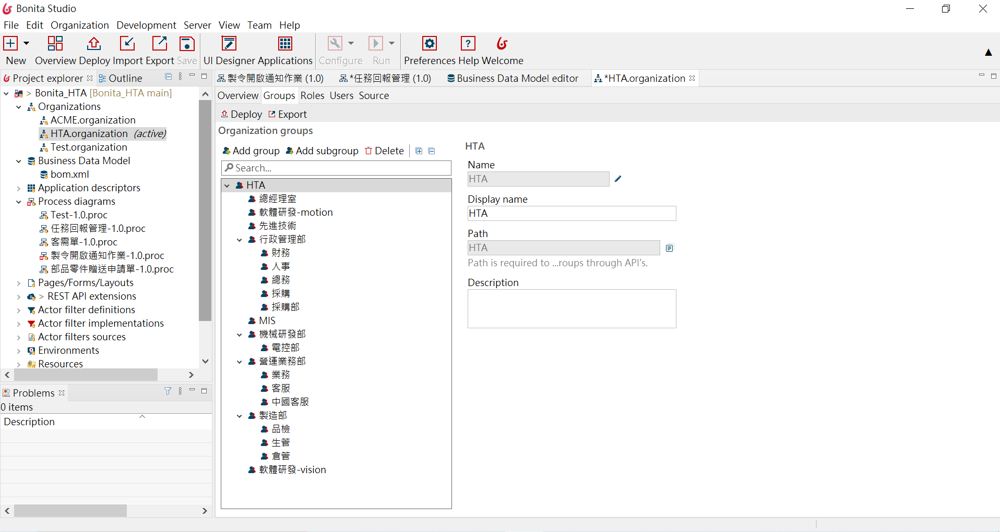 Bonita Studio
File Edit Organization Development Server View Team Help
New Overview Deploy Import Export Save UI Designer Applications Configure Run Preferences Help Welcome
Project explorer Outline
> Bonita_HTA [Bonita_HTA main]
Organizations
ACME.organization
HTA.organization (active)
Test.organization
Business Data Model
bom.xml
Application descriptors
Process diagrams
Test-1.0.proc
任務回報管理-1.0.proc
客需單-1.0.proc
製令開啟通知作業-1.0.proc
部品零件贈送申請單-1.0.proc
Pages/Forms/Layouts
> REST API extensions
Actor filter definitions
Actor filter implementations
Actor filters sources
Environments
Resources
Problems
0 items
Description
製令開啟通知作業 (1.0) *任務回報管理 (1.0) Business Data Model editor *HTA.organization
Overview Groups Roles Users Source
Deploy Export
Organization groups
Add group Add subgroup Delete
Search...
HTA
總經理室
軟體研發-motion
先進技術
行政管理部
財務
人事
總務
採購
採購部
MIS
機械研發部
電控部
營運業務部
業務
客服
中國客服
製造部
品檢
生管
倉管
軟體研發-vision
HTA
Name
HTA
Display name
HTA
Path
HTA
Path is required to ...roups through API's.
Description